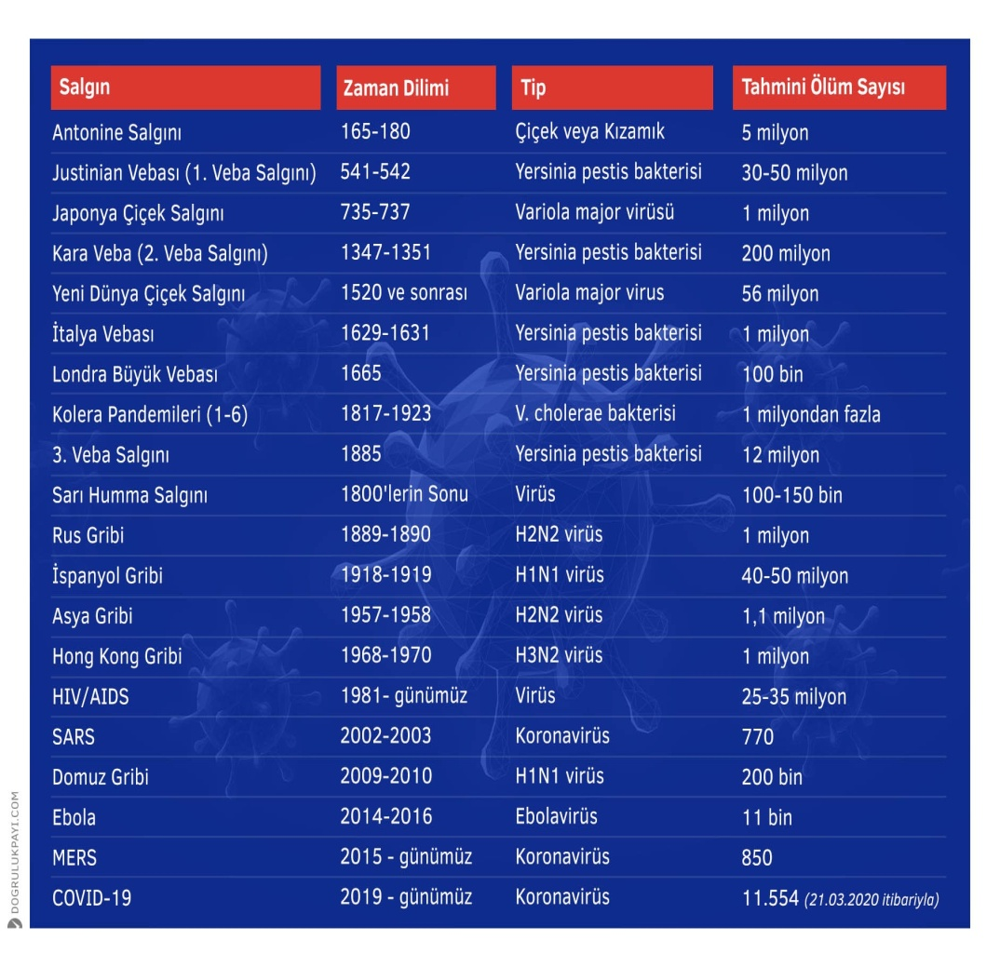 Salgın Zaman Dilimi Tip Tahmini Ölüm Sayısı
Antonine Salgını 165-180 Çiçek veya Kızamık 5 milyon
Justinian Vebası (1. Veba Salgını) 541-542 Yersinia pestis bakterisi 30-50 milyon
Japonya Çiçek Salgını 735-737 Variola major virüsü 1 milyon
Kara Veba (2. Veba Salgını) 1347-1351 Yersinia pestis bakterisi 200 milyon
Yeni Dünya Çiçek Salgını 1520 ve sonrası Variola major virus 56 milyon
İtalya Vebası 1629-1631 Yersinia pestis bakterisi 1 milyon
Londra Büyük Vebası 1665 Yersinia pestis bakterisi 100 bin
Kolera Pandemileri (1-6) 1817-1923 V. cholerae bakterisi 1 milyondan fazla
3. Veba Salgını 1885 Yersinia pestis bakterisi 12 milyon
Sarı Humma Salgını 1800'lerin Sonu Virüs 100-150 bin
Rus Gribi 1889-1890 H2N2 virüs 1 milyon
İspanyol Gribi 1918-1919 H1N1 virüs 40-50 milyon
Asya Gribi 1957-1958 H2N2 virüs 1,1 milyon
Hong Kong Gribi 1968-1970 H3N2 virüs 1 milyon
HIV/AIDS 1981- günümüz Virüs 25-35 milyon
SARS 2002-2003 Koronavirüs 770
Domuz Gribi 2009-2010 H1N1 virüs 200 bin
Ebola 2014-2016 Ebolavirüs 11 bin
MERS 2015 - günümüz Koronavirüs 850
COVID-19 2019 - günümüz Koronavirüs 11.554 (21.03.2020 itibariyla)
DOGRULUKPAYI.COM